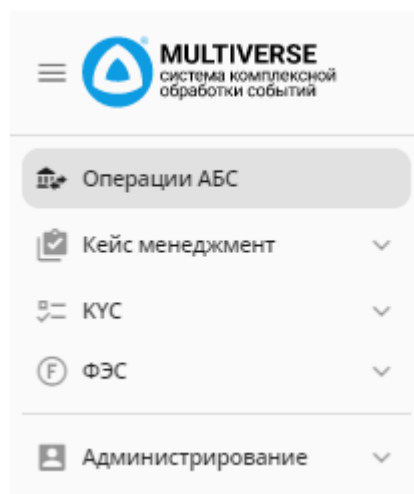 MULTIVERSE
система комплексной
обработки событий
Операции АБС
Кейс менеджмент
KYC
F ФЭС
Администрирование